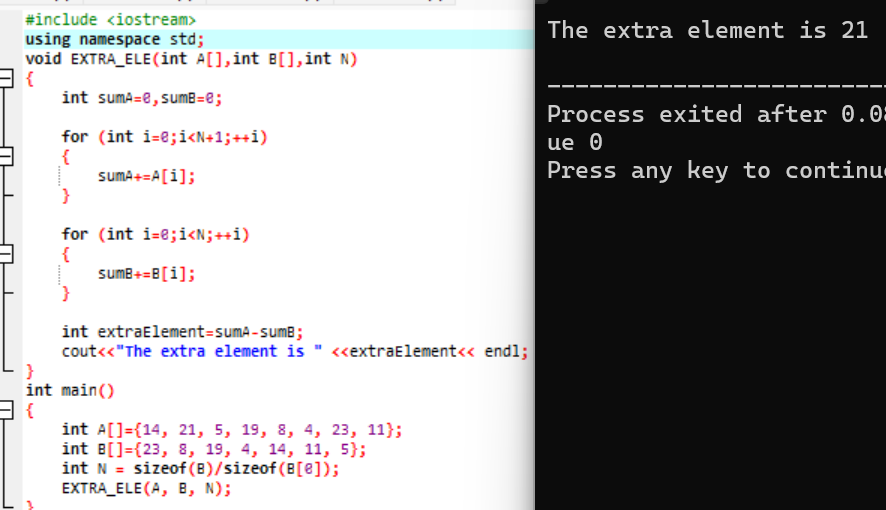 #include <iostream>
using namespace std;
void EXTRA_ELE(int A[],int B[],int N)
{
    int sumA=0,sumB=0;

    for (int i=0;i<N+1;++i)
    {
        sumA+=A[i];
    }

    for (int i=0;i<N;++i)
    {
        sumB+=B[i];
    }

    int extraElement=sumA-sumB;
    cout<<"The extra element is " <<extraElement<< endl;
}
int main()
{
    int A[]={14, 21, 5, 19, 8, 4, 23, 11};
    int B[]={23, 8, 19, 4, 14, 11, 5};
    int N = sizeof(B)/sizeof(B[0]);
    EXTRA_ELE(A, B, N);
}
The extra element is 21
-------------------------
Process exited after 0.08
ue 0
Press any key to continue